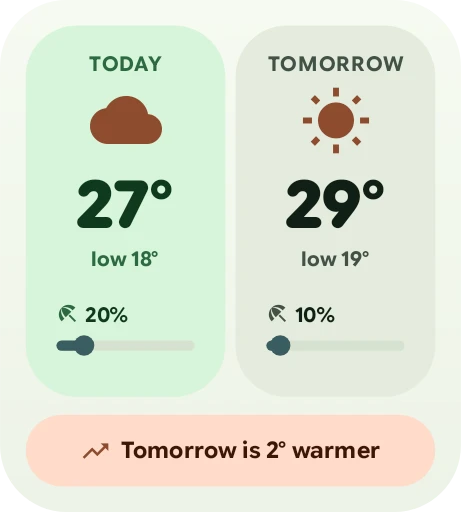 TODAY
27°
low 18°
20%
TOMORROW
29°
low 19°
10%
Tomorrow is 2° warmer